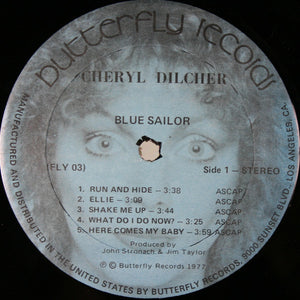 butterfly records
CHERYL DILCHER
BLUE SAILOR
(FLY 03)
Side 1 - STEREO
1. RUN AND HIDE - 3:38 ASCAP
2. ELLIE - 3:09 ASCAP
3. SHAKE ME UP - 3:44 ASCAP
4. WHAT DO I DO NOW? - 3:25 ASCAP
5. HERE COMES MY BABY - 3:59 ASCAP
Produced by
John Stronach & Jim Taylor
© ℗ Butterfly Records 1977
MANUFACTURED AND DISTRIBUTED IN THE UNITED STATES BY BUTTERFLY RECORDS, 9000 SUNSET BLVD., LOS ANGELES, CA.